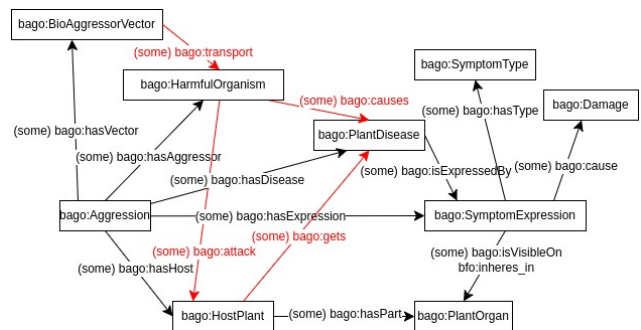 bago:BioAggressorVector
(some) bago:transport
bago:HarmfulOrganism
bago:SymptomType
(some) bago:causes
bago:Damage
(some) bago:hasType
(some) bago:hasVector
bago:PlantDisease
(some) bago:hasAggressor
(some) bago:isExpressedBy
(some) bago:cause
(some) bago:hasDisease
bago:Aggression
(some) bago:hasExpression
bago:SymptomExpression
(some) bago:gets
(some) bago:attack
(some) bago:isVisibleOn
bfo:inheres_in
(some) bago:hasHost
bago:HostPlant
(some) bago:hasPart
bago:PlantOrgan